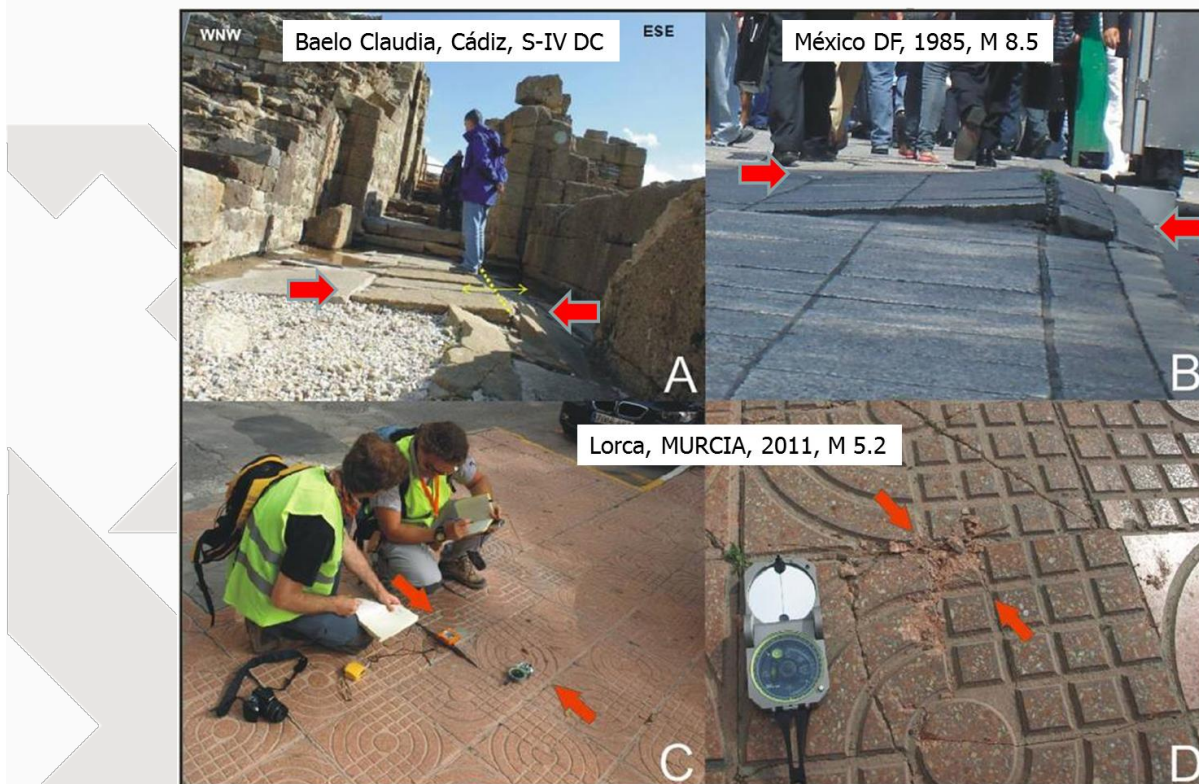 WNW
Baelo Claudia, Cádiz, S-IV DC
ESE
México DF, 1985, M 8.5
A
B
Lorca, MURCIA, 2011, M 5.2
C
D